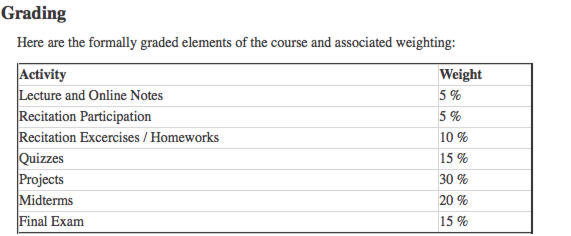 Grading
Here are the formally graded elements of the course and associated weighting:
Activity Weight
Lecture and Online Notes 5 %
Recitation Participation 5 %
Recitation Excercises / Homeworks 10 %
Quizzes 15 %
Projects 30 %
Midterms 20 %
Final Exam 15 %